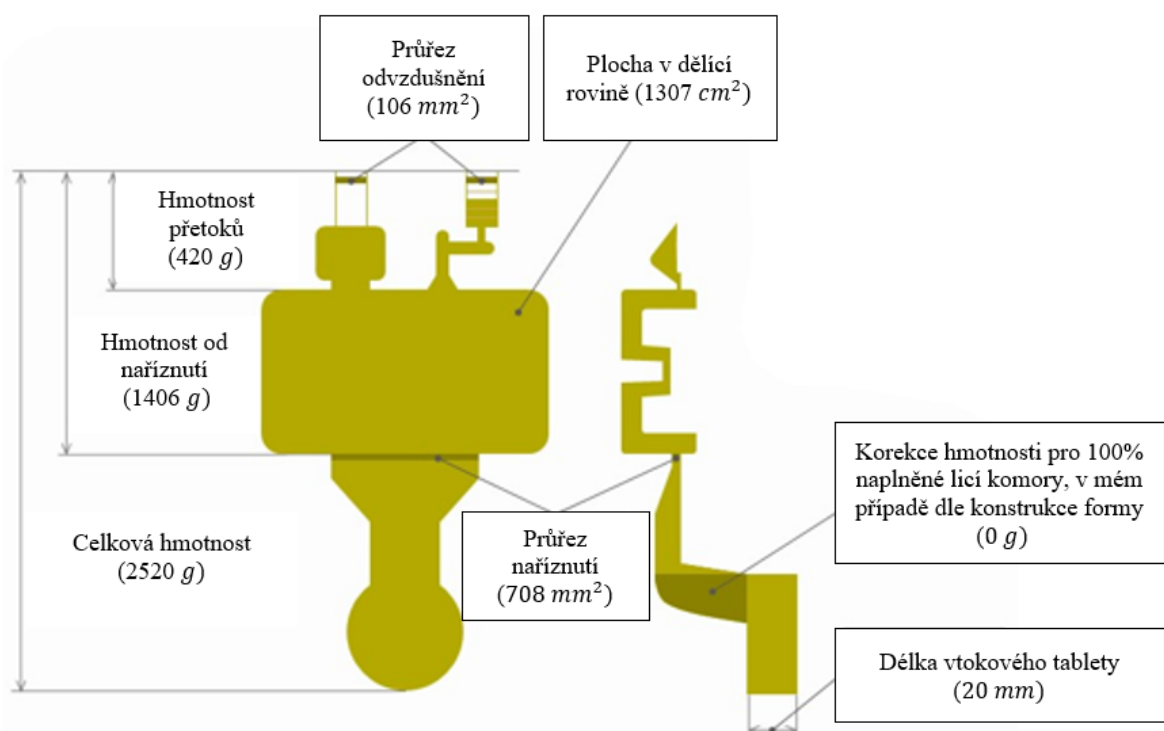 Průřez
odvzdušnění
(106 mm²)
Plocha v dělící
rovině (1307 cm²)
Hmotnost
přetoků
(420 g)
Hmotnost od
naříznutí
(1406 g)
Celková hmotnost
(2520 g)
Průřez
naříznutí
(708 mm²)
Korekce hmotnosti pro 100%
naplněné licí komory, v mém
případě dle konstrukce formy
(0 g)
Délka vtokového tablety
(20 mm)